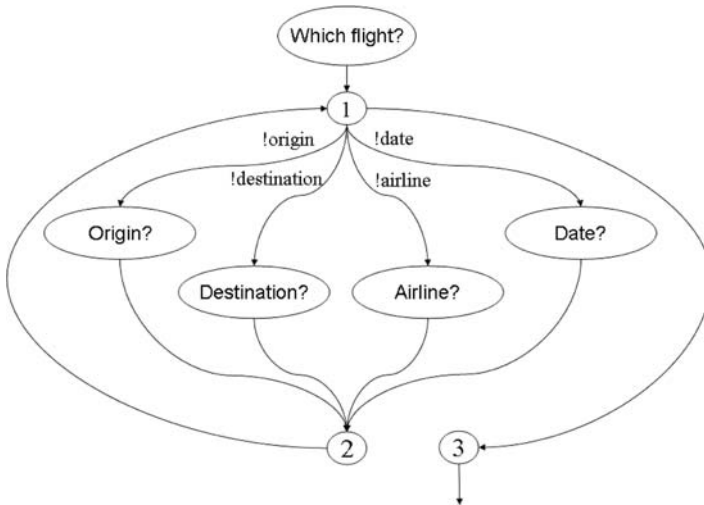 Which flight?
1
!origin
!date
!destination
!airline
Origin?
Date?
Destination?
Airline?
2
3